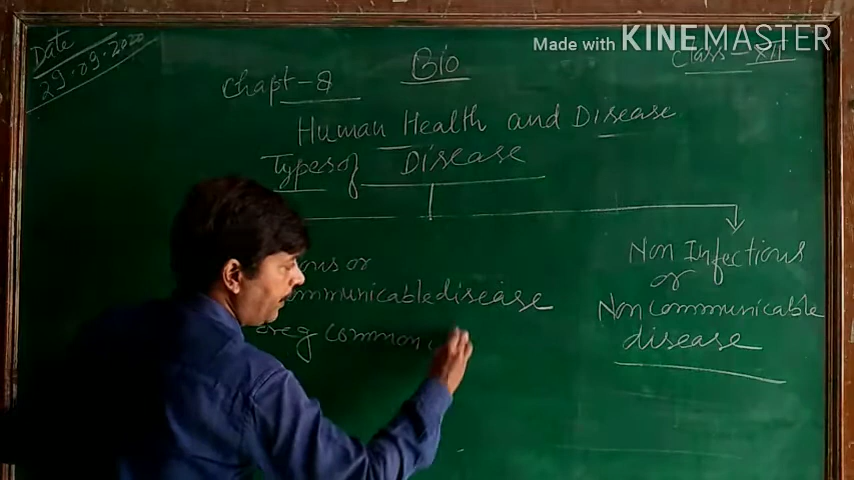 Made with KINEMASTER
Date
29.09.2020
Bio
Class - XII
Chapt-8
Human Health and Disease
Types of Disease
or
communicable disease
e.g common
Non Infectious
or
Non communicable
disease